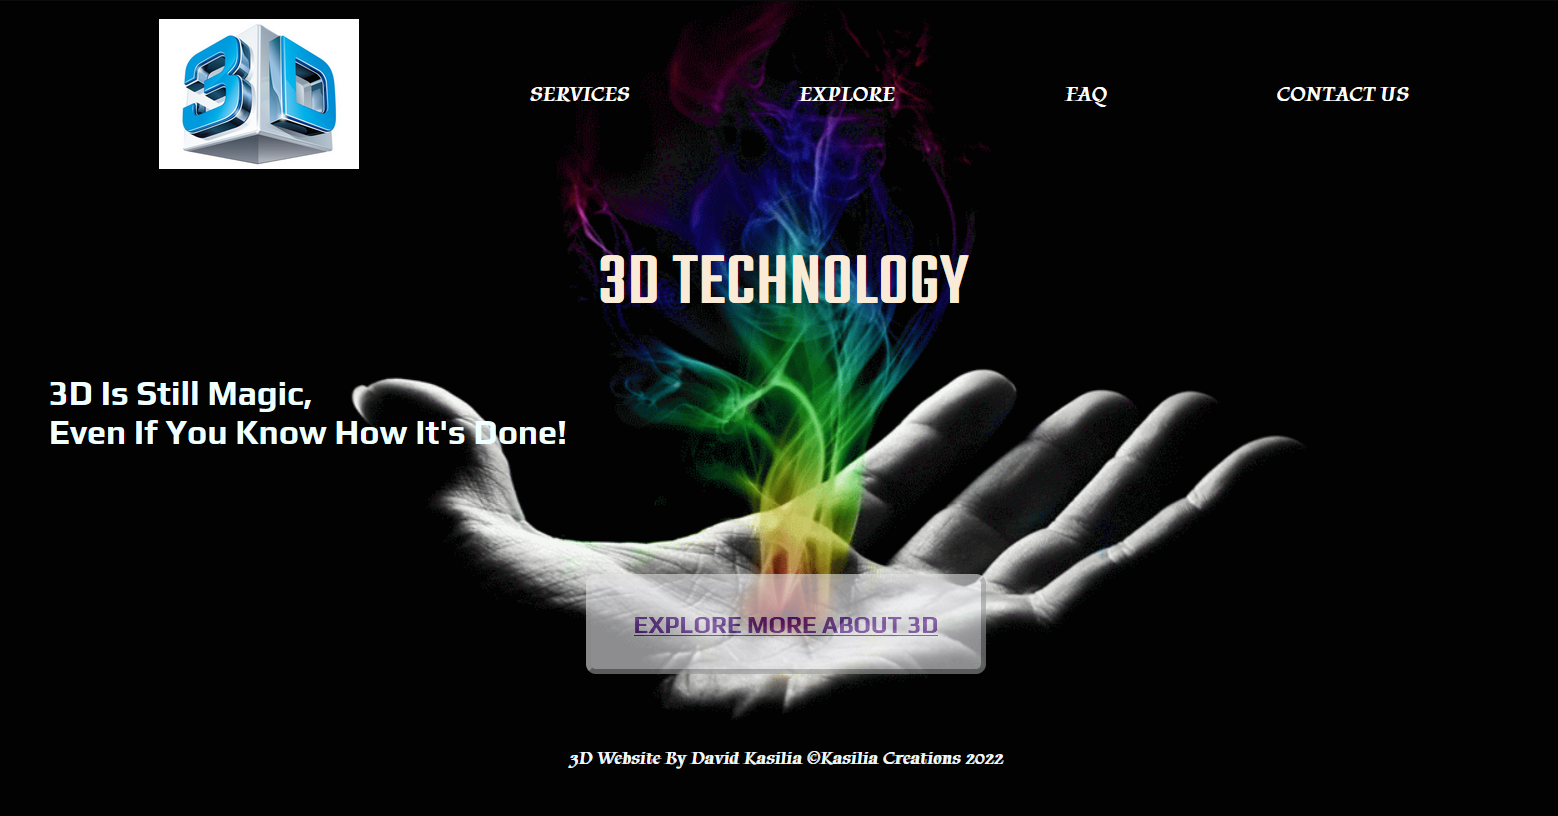 3D
SERVICES EXPLORE FAQ CONTACT US
3D TECHNOLOGY
3D Is Still Magic,
Even If You Know How It's Done!
EXPLORE MORE ABOUT 3D
3D Website By David Kasilia ©Kasilia Creations 2022